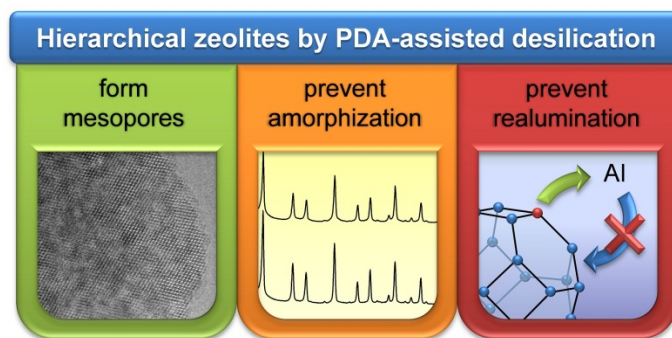 Hierarchical zeolites by PDA-assisted desilication
form
mesopores
prevent
amorphization
prevent
realumination
Al